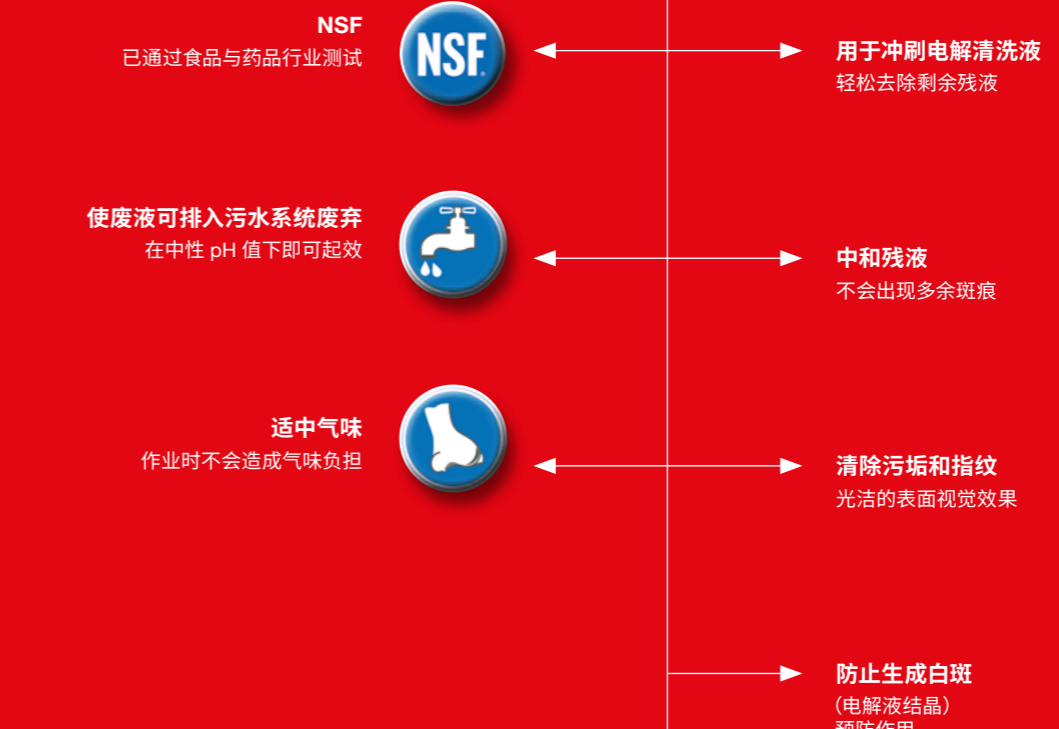 NSF
已通过食品与药品行业测试
NSF
使废液可排入污水系统废弃
在中性 pH 值下即可起效
适中气味
作业时不会造成气味负担
用于冲刷电解清洗液
轻松去除剩余残液
中和残液
不会出现多余斑痕
清除污垢和指纹
光洁的表面视觉效果
防止生成白斑
（电解液结晶）
预防作用